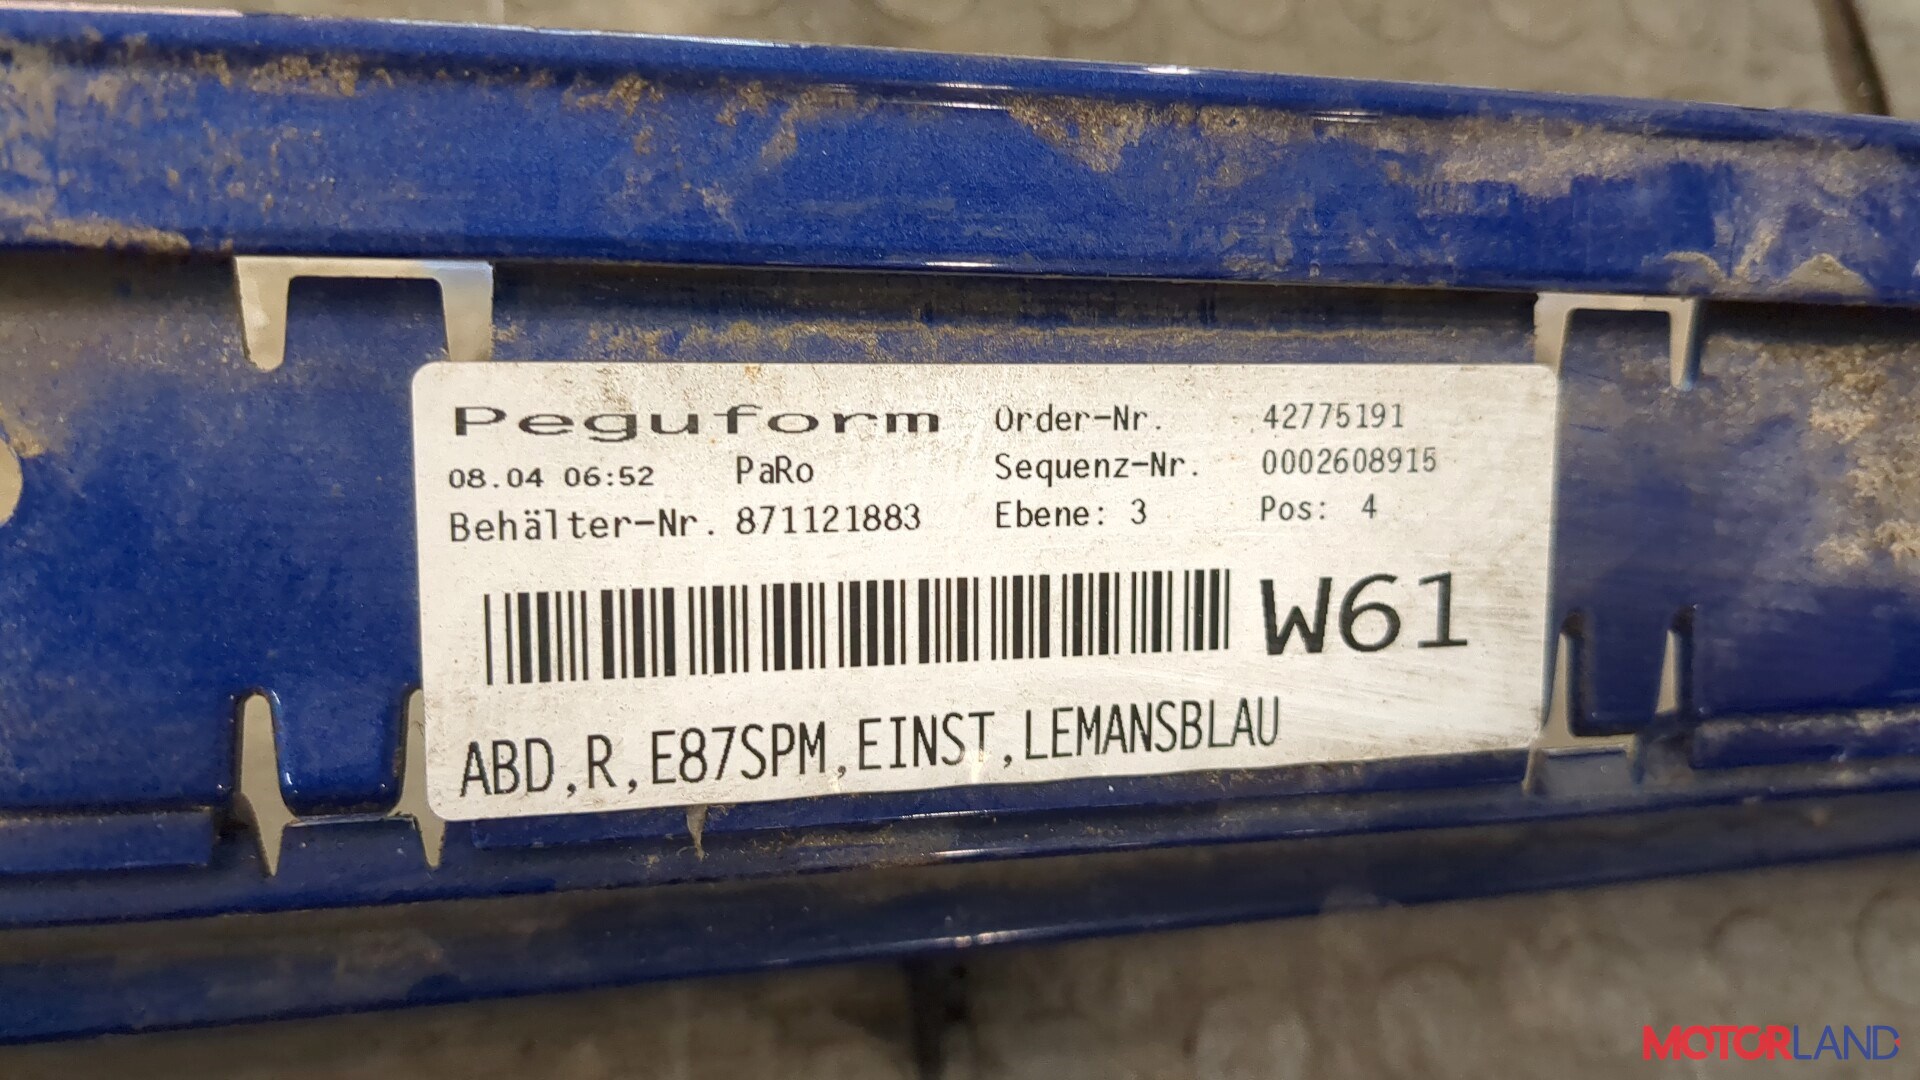 Peguform Order-Nr. 42775191
08.04 06:52 PaRo Sequenz-Nr. 0002608915
Behälter-Nr. 871121883 Ebene: 3 Pos: 4
W61
ABD,R,E87SPM,EINST,LEMANSBLAU
MOTORLAND